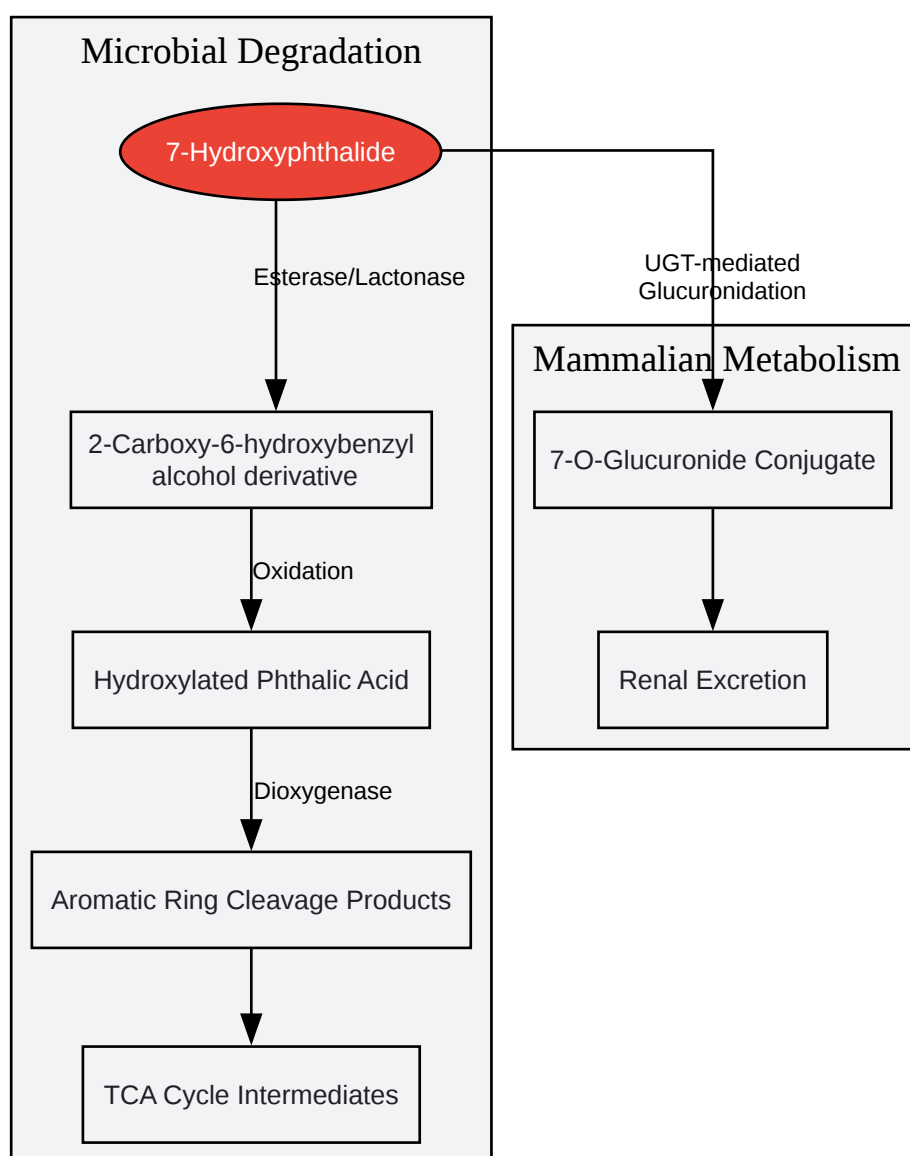 Microbial Degradation
7-Hydroxyphthalide
Esterase/Lactonase
UGT-mediated
Glucuronidation
Mammalian Metabolism
2-Carboxy-6-hydroxybenzyl
alcohol derivative
7-O-Glucuronide Conjugate
Oxidation
Hydroxylated Phthalic Acid
Renal Excretion
Dioxygenase
Aromatic Ring Cleavage Products
TCA Cycle Intermediates